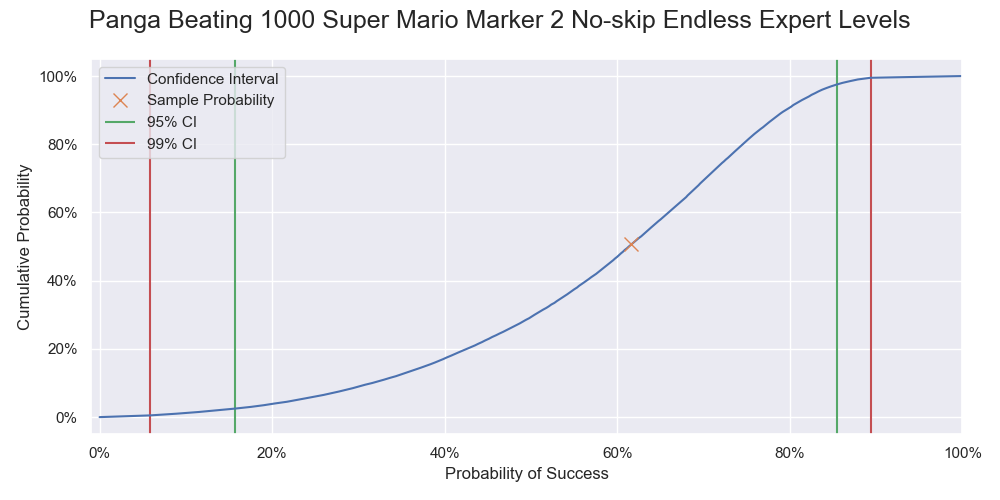 Panga Beating 1000 Super Mario Marker 2 No-skip Endless Expert Levels
Confidence Interval
Sample Probability
95% CI
99% CI
Cumulative Probability
100%
80%
60%
40%
20%
0%
0%
20%
40%
60%
80%
100%
Probability of Success